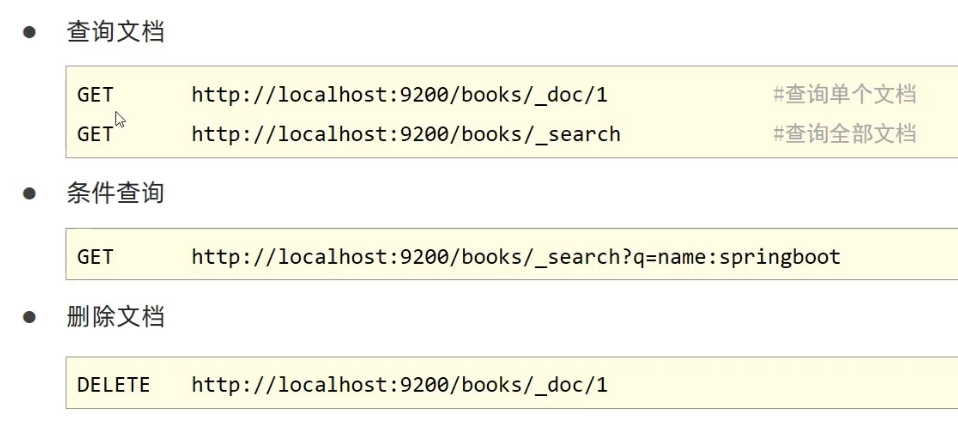 查询文档
GET http://localhost:9200/books/_doc/1 #查询单个文档
GET http://localhost:9200/books/_search #查询全部文档
条件查询
GET http://localhost:9200/books/_search?q=name:springboot
删除文档
DELETE http://localhost:9200/books/_doc/1